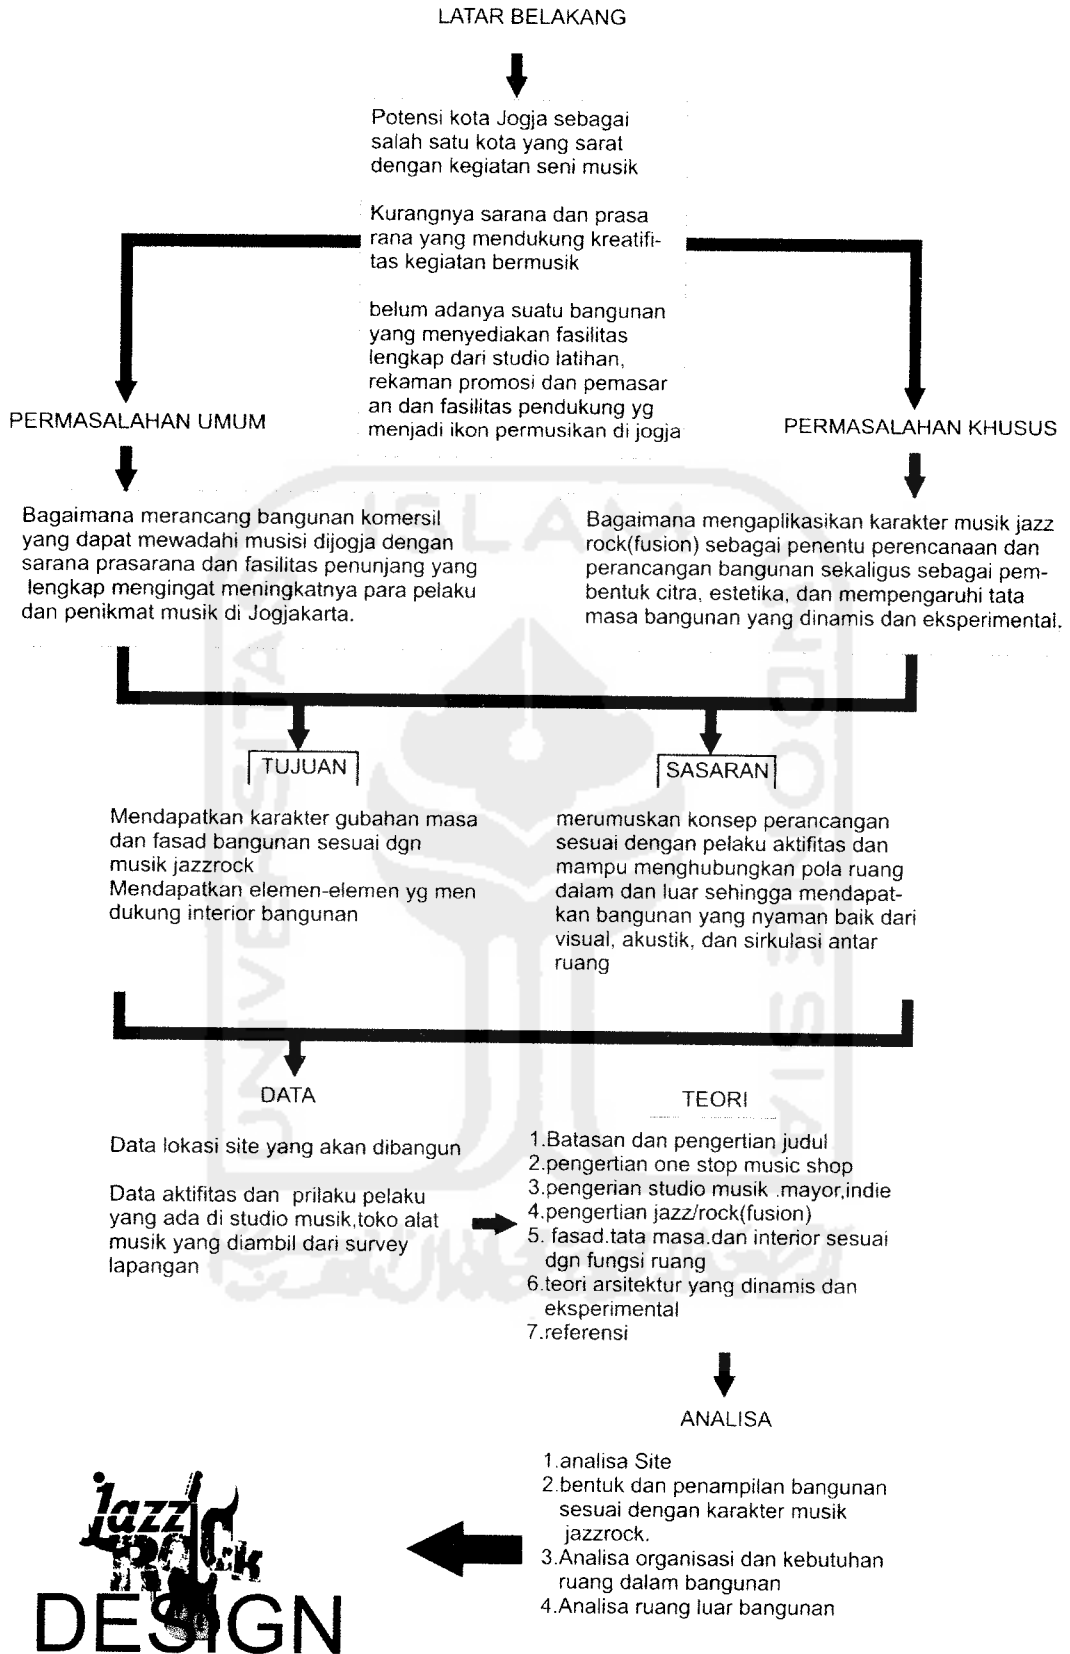 LATAR BELAKANG
Potensi kota Jogja sebagai
salah satu kota yang sarat
dengan kegiatan seni musik
Kurangnya sarana dan prasa
rana yang mendukung kreatifi-
tas kegiatan bermusik
belum adanya suatu bangunan
yang menyediakan fasilitas
lengkap dari studio latihan,
rekaman promosi dan pemasar
an dan fasilitas pendukung yg
menjadi ikon permusikan di jogja
PERMASALAHAN UMUM
Bagaimana merancang bangunan komersil
yang dapat mewadahi musisi dijogja dengan
sarana prasarana dan fasilitas penunjang yang
lengkap mengingat meningkatnya para pelaku
dan penikmat musik di Jogjakarta.
PERMASALAHAN KHUSUS
Bagaimana mengaplikasikan karakter musik jazz
rock(fusion) sebagai penentu perencanaan dan
perancangan bangunan sekaligus sebagai pem-
bentuk citra, estetika, dan mempengaruhi tata
masa bangunan yang dinamis dan eksperimental.
TUJUAN
Mendapatkan karakter gubahan masa
dan fasad bangunan sesuai dgn
musik jazzrock
Mendapatkan elemen-elemen yg men
dukung interior bangunan
SASARAN
merumuskan konsep perancangan
sesuai dengan pelaku aktifitas dan
mampu menghubungkan pola ruang
dalam dan luar sehingga mendapat-
kan bangunan yang nyaman baik dari
visual, akustik, dan sirkulasi antar
ruang
DATA
Data lokasi site yang akan dibangun
Data aktifitas dan prilaku pelaku
yang ada di studio musik,toko alat
musik yang diambil dari survey
lapangan
TEORI
1.Batasan dan pengertian judul
2.pengertian one stop music shop
3.pengerian studio musik .mayor,indie
4.pengertian jazz/rock(fusion)
5. fasad.tata masa.dan interior sesuai
dgn fungsi ruang
6.teori arsitektur yang dinamis dan
eksperimental
7.referensi
ANALISA
1.analisa Site
2.bentuk dan penampilan bangunan
sesuai dengan karakter musik
jazzrock.
3.Analisa organisasi dan kebutuhan
ruang dalam bangunan
4.Analisa ruang luar bangunan
jazz
ROCK
DESIGN
UNIVERSITAS
ISLAM
INDONESIA